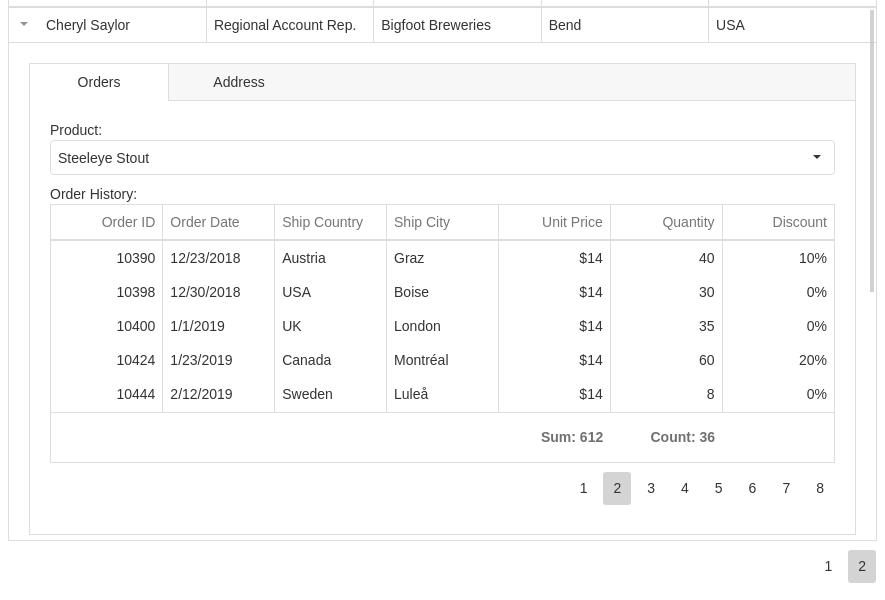 Cheryl Saylor Regional Account Rep. Bigfoot Breweries Bend USA
Orders Address
Product:
Steeleye Stout
Order History:
Order ID Order Date Ship Country Ship City Unit Price Quantity Discount
10390 12/23/2018 Austria Graz $14 40 10%
10398 12/30/2018 USA Boise $14 30 0%
10400 1/1/2019 UK London $14 35 0%
10424 1/23/2019 Canada Montréal $14 60 20%
10444 2/12/2019 Sweden Luleå $14 8 0%
Sum: 612 Count: 36
1 2 3 4 5 6 7 8
1 2